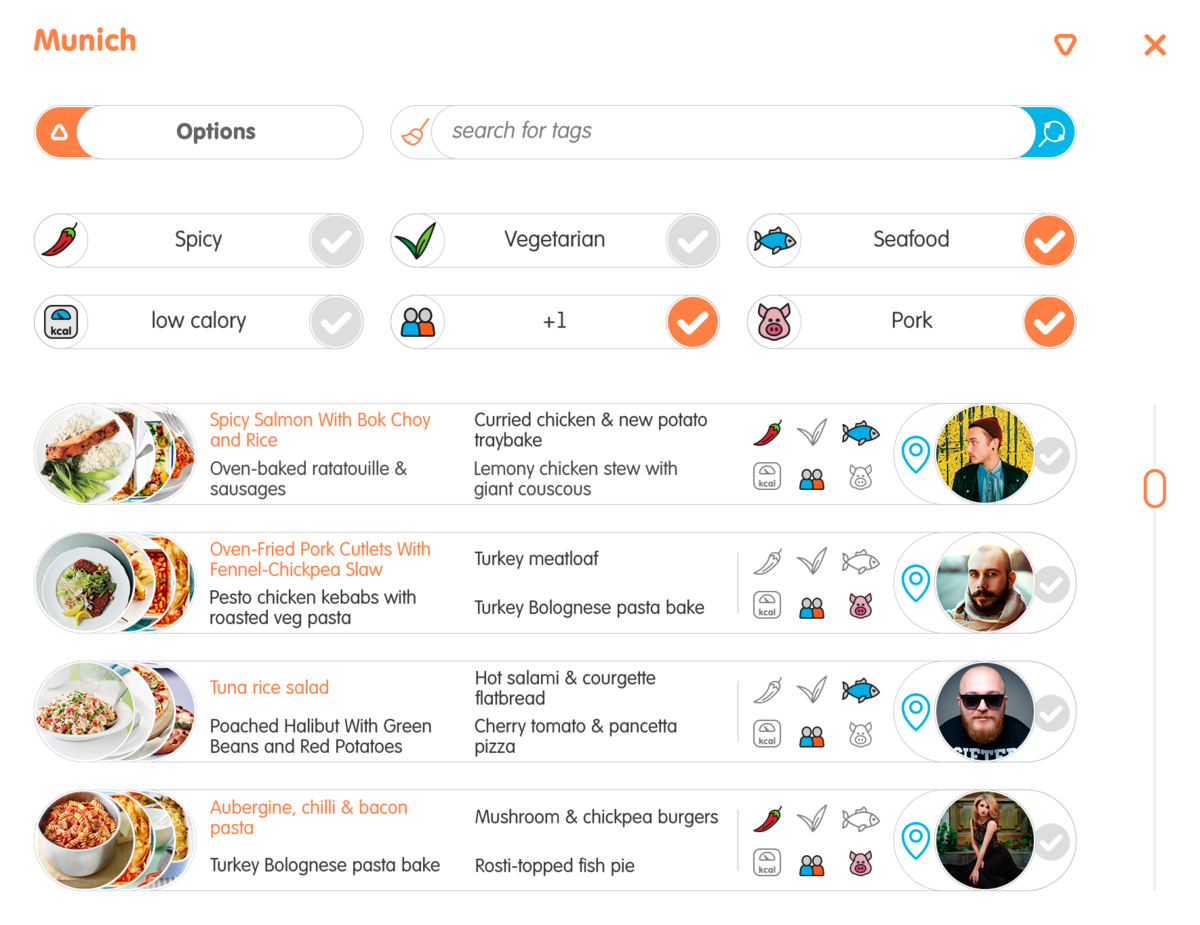 Munich
Options
search for tags
Spicy
Vegetarian
Seafood
kcal
low calory
+1
Pork
Spicy Salmon With Bok Choy
and Rice
Oven-baked ratatouille &
sausages
Curried chicken & new potato
traybake
Lemony chicken stew with
giant couscous
kcal
Oven-Fried Pork Cutlets With
Fennel-Chickpea Slaw
Pesto chicken kebabs with
roasted veg pasta
Turkey meatloaf
Turkey Bolognese pasta bake
kcal
Tuna rice salad
Poached Halibut With Green
Beans and Red Potatoes
Hot salami & courgette
flatbread
Cherry tomato & pancetta
pizza
kcal
Aubergine, chilli & bacon
pasta
Turkey Bolognese pasta bake
Mushroom & chickpea burgers
Rosti-topped fish pie
kcal